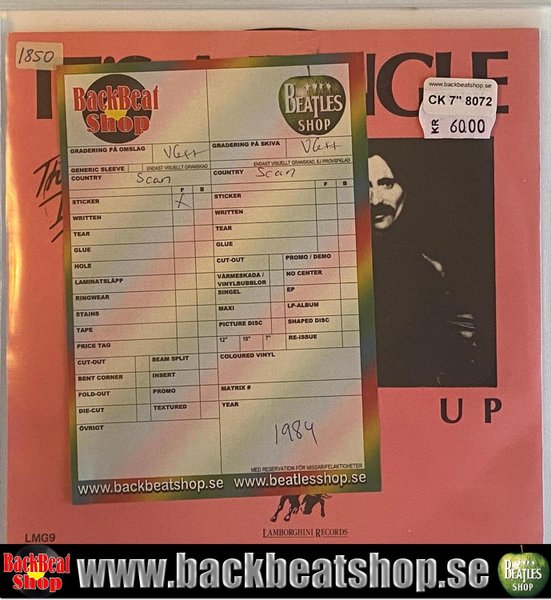 1850
IT'S A
GLE
www.backbeatshop.se
CK 7" 8072
KR 60.00
BackBeat
Shop
BEATLES
SHOP
GRADERING PÅ OMSLAG VG++
GRADERING PÅ SKIVA VG++
ENDAST VISUELLT GRANSKAD
ENDAST VISUELLT GRANSKAD, EJ PROVSPELAD
GENERIC SLEEVE
COUNTRY Scan
COUNTRY Scan
F B
F B
STICKER X
STICKER
WRITTEN
WRITTEN
TEAR
TEAR
GLUE
GLUE
HOLE
CUT-OUT
PROMO / DEMO
LAMINATSLÄPP
VÄRMESKADA /
VINYLBUBBLOR
NO CENTER
RINGWEAR
SINGEL
EP
STAINS
MAXI
LP-ALBUM
TAPE
PICTURE DISC
SHAPED DISC
PRICE TAG
12" 10" 7"
RE-ISSUE
CUT-OUT
BEAM SPLIT
COLOURED VINYL
BENT CORNER
INSERT
FOLD-OUT
PROMO
MATRIX #
DIE-CUT
TEXTURED
YEAR
ÖVRIGT
1984
MED RESERVATION FÖR MISSAR/FELAKTIGHETER
www.backbeatshop.se www.beatlesshop.se
UP
LMG9
LAMBORGHINI RECORDS
BackBeat
Shop
www.backbeatshop.se
BEATLES
SHOP